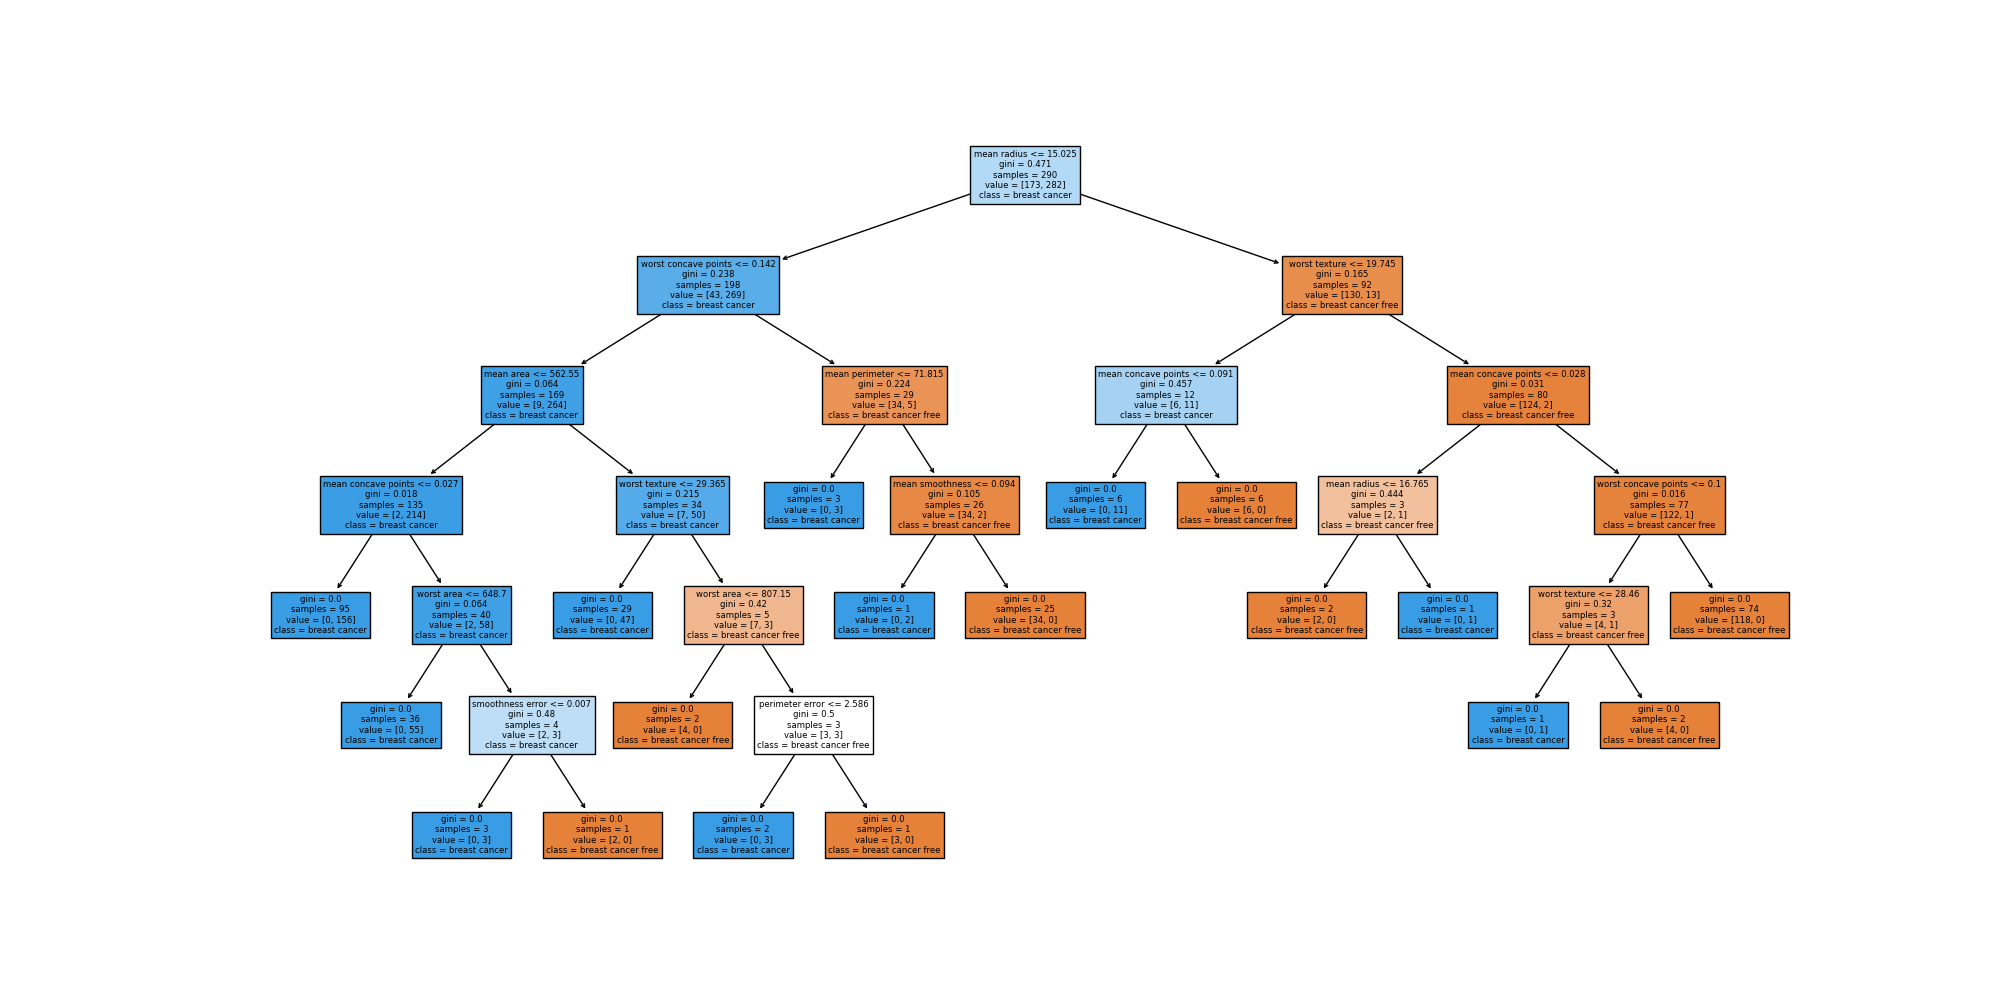 mean radius <= 15.025
gini = 0.471
samples = 290
value = [173, 282]
class = breast cancer
worst concave points <= 0.142
gini = 0.238
samples = 198
value = [43, 269]
class = breast cancer
worst texture <= 19.745
gini = 0.165
samples = 92
value = [130, 13]
class = breast cancer free
mean area <= 562.55
gini = 0.064
samples = 169
value = [9, 264]
class = breast cancer
mean perimeter <= 71.815
gini = 0.224
samples = 29
value = [34, 5]
class = breast cancer free
mean concave points <= 0.091
gini = 0.457
samples = 12
value = [6, 11]
class = breast cancer
mean concave points <= 0.028
gini = 0.031
samples = 80
value = [124, 2]
class = breast cancer free
mean concave points <= 0.027
gini = 0.018
samples = 135
value = [2, 214]
class = breast cancer
worst texture <= 29.365
gini = 0.215
samples = 34
value = [7, 50]
class = breast cancer
gini = 0.0
samples = 3
value = [0, 3]
class = breast cancer
mean smoothness <= 0.094
gini = 0.105
samples = 26
value = [34, 2]
class = breast cancer free
gini = 0.0
samples = 6
value = [0, 11]
class = breast cancer
gini = 0.0
samples = 6
value = [6, 0]
class = breast cancer free
mean radius <= 16.765
gini = 0.444
samples = 3
value = [2, 1]
class = breast cancer free
worst concave points <= 0.1
gini = 0.016
samples = 77
value = [122, 1]
class = breast cancer free
gini = 0.0
samples = 95
value = [0, 156]
class = breast cancer
worst area <= 648.7
gini = 0.064
samples = 40
value = [2, 58]
class = breast cancer
gini = 0.0
samples = 29
value = [0, 47]
class = breast cancer
worst area <= 807.15
gini = 0.42
samples = 5
value = [7, 3]
class = breast cancer free
gini = 0.0
samples = 1
value = [0, 2]
class = breast cancer
gini = 0.0
samples = 25
value = [34, 0]
class = breast cancer free
gini = 0.0
samples = 2
value = [2, 0]
class = breast cancer free
gini = 0.0
samples = 1
value = [0, 1]
class = breast cancer
worst texture <= 28.46
gini = 0.32
samples = 3
value = [4, 1]
class = breast cancer free
gini = 0.0
samples = 74
value = [118, 0]
class = breast cancer free
gini = 0.0
samples = 36
value = [0, 55]
class = breast cancer
smoothness error <= 0.007
gini = 0.48
samples = 4
value = [2, 3]
class = breast cancer
gini = 0.0
samples = 2
value = [4, 0]
class = breast cancer free
perimeter error <= 2.586
gini = 0.5
samples = 3
value = [3, 3]
class = breast cancer free
gini = 0.0
samples = 1
value = [0, 1]
class = breast cancer
gini = 0.0
samples = 2
value = [4, 0]
class = breast cancer free
gini = 0.0
samples = 3
value = [0, 3]
class = breast cancer
gini = 0.0
samples = 1
value = [2, 0]
class = breast cancer free
gini = 0.0
samples = 2
value = [0, 3]
class = breast cancer
gini = 0.0
samples = 1
value = [3, 0]
class = breast cancer free